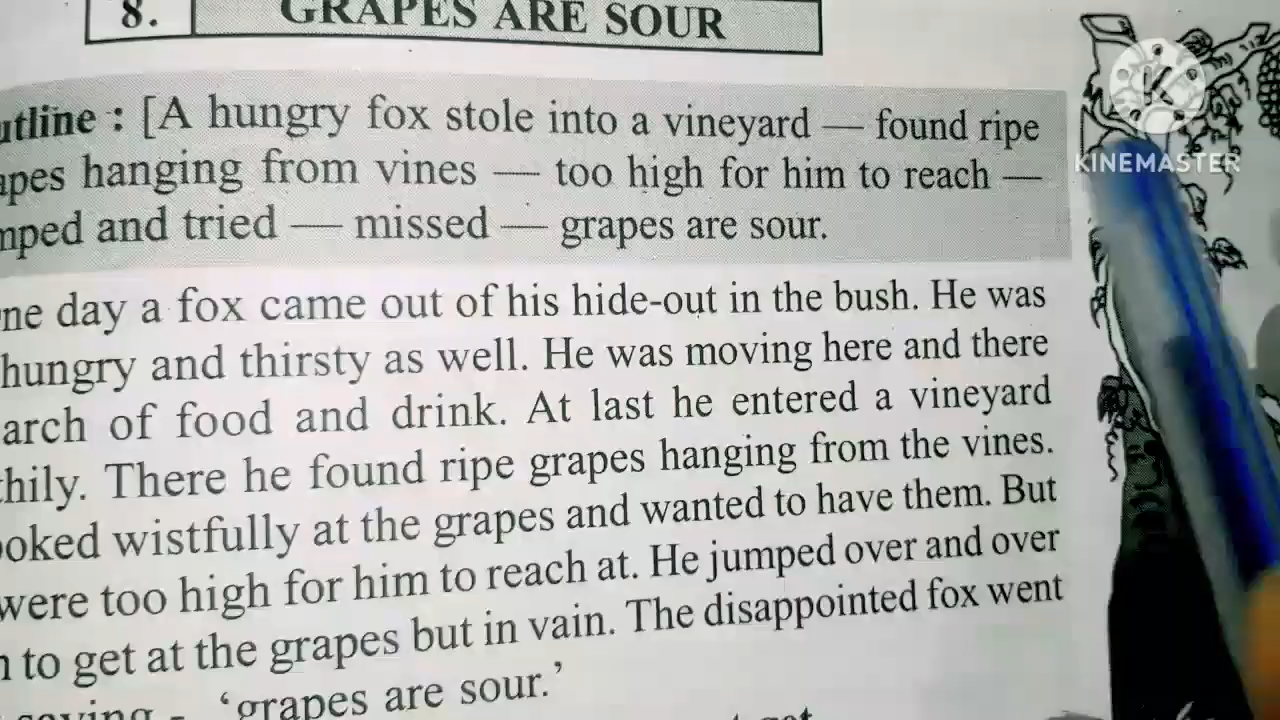 8. GRAPES ARE SOUR
KINEMASTER
utline : [A hungry fox stole into a vineyard — found ripe
apes hanging from vines — too high for him to reach —
mped and tried — missed — grapes are sour.
ne day a fox came out of his hide-out in the bush. He was
hungry and thirsty as well. He was moving here and there
arch of food and drink. At last he entered a vineyard
thily. There he found ripe grapes hanging from the vines.
ooked wistfully at the grapes and wanted to have them. But
were too high for him to reach at. He jumped over and over
n to get at the grapes but in vain. The disappointed fox went
saying - ‘grapes are sour.’